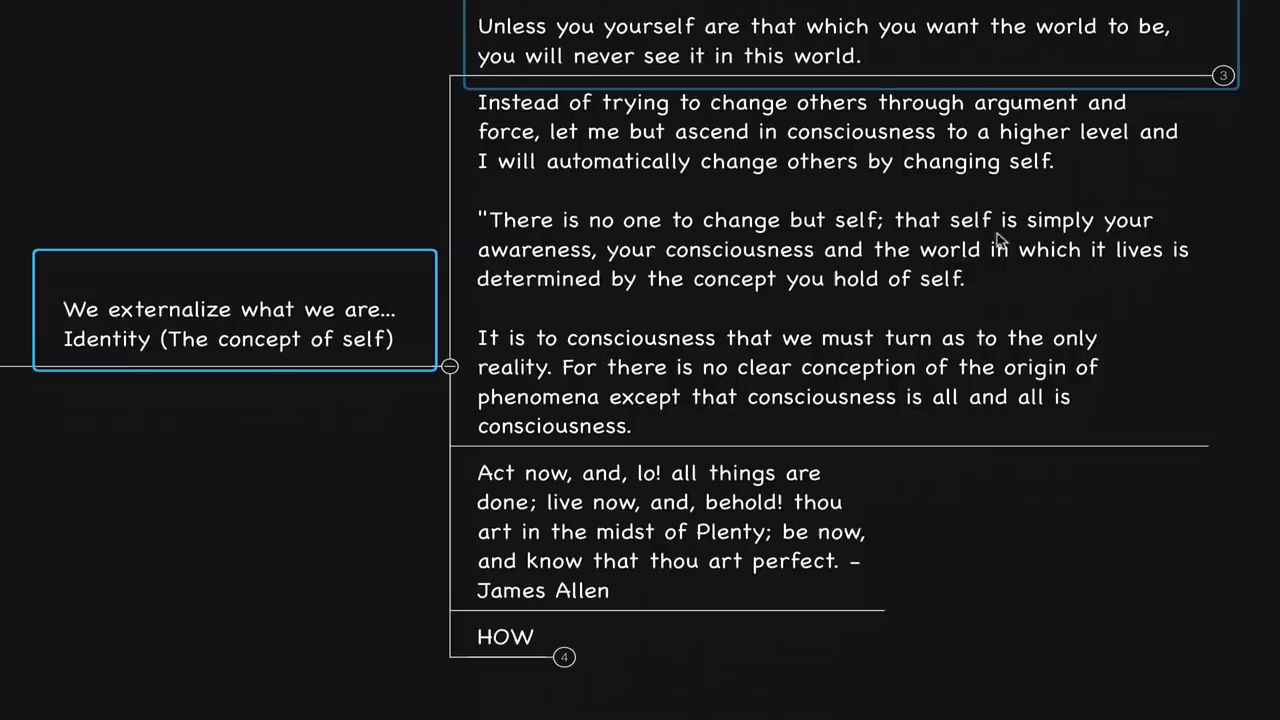 Unless you yourself are that which you want the world to be,
you will never see it in this world.
3
Instead of trying to change others through argument and
force, let me but ascend in consciousness to a higher level and
I will automatically change others by changing self.
"There is no one to change but self; that self is simply your
awareness, your consciousness and the world in which it lives is
determined by the concept you hold of self.
We externalize what we are...
Identity (The concept of self)
It is to consciousness that we must turn as to the only
reality. For there is no clear conception of the origin of
phenomena except that consciousness is all and all is
consciousness.
Act now, and, lo! all things are
done; live now, and, behold! thou
art in the midst of Plenty; be now,
and know that thou art perfect. –
James Allen
HOW
4